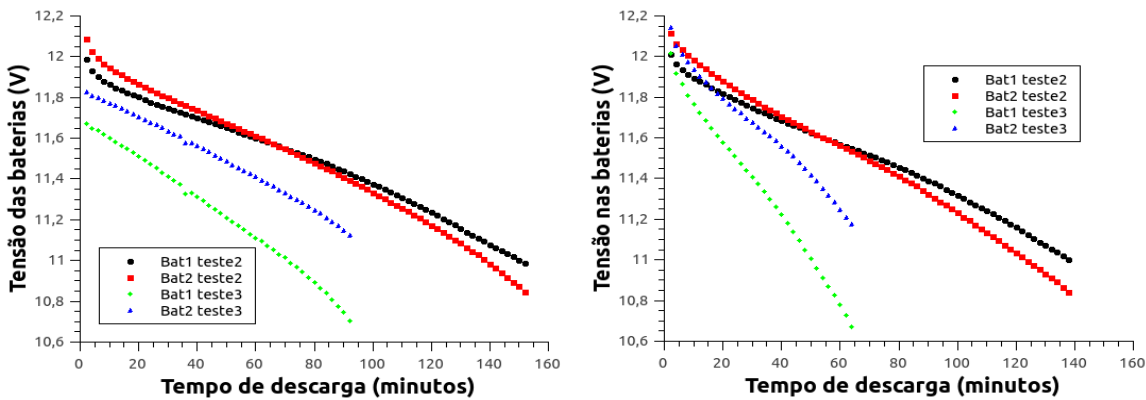 Tensão das baterias (V)
12,2
12
11,8
11,6
11,4
11,2
11
10,8
10,6
Bat1 teste2
Bat2 teste2
Bat1 teste3
Bat2 teste3
0 20 40 60 80 100 120 140 160
Tempo de descarga (minutos)
Tensão nas baterias (V)
12,2
12
11,8
11,6
11,4
11,2
11
10,8
10,6
Bat1 teste2
Bat2 teste2
Bat1 teste3
Bat2 teste3
0 20 40 60 80 100 120 140 160
Tempo de descarga (minutos)